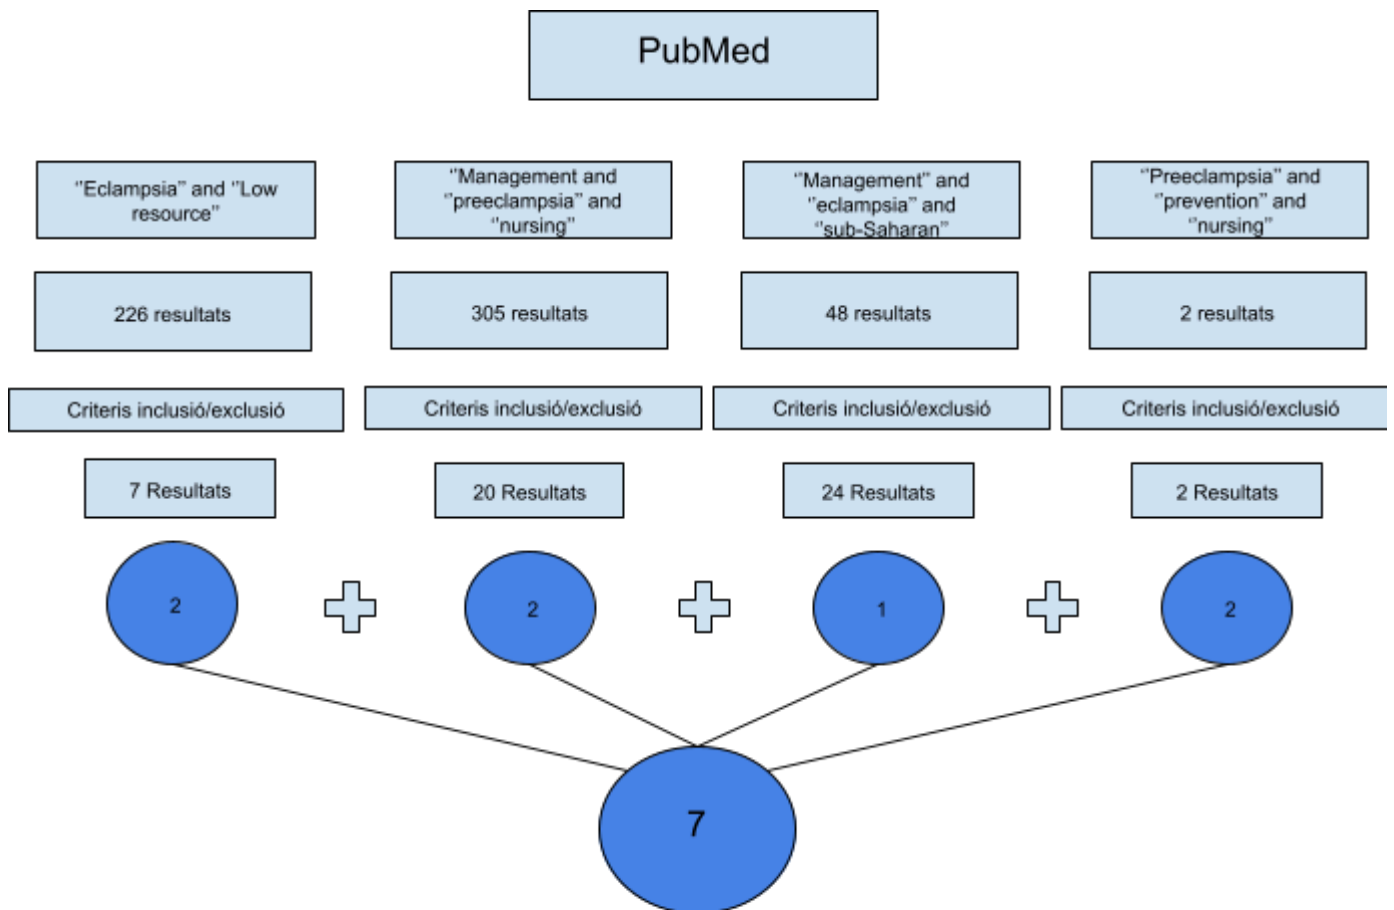 PubMed
"Eclampsia" and "Low
resource"
"Management and
"preeclampsia" and
"nursing"
"Management" and
"eclampsia" and
"sub-Saharan"
"Preeclampsia" and
"prevention" and
"nursing"
226 resultats
305 resultats
48 resultats
2 resultats
Criteris inclusió/exclusió
Criteris inclusió/exclusió
Criteris inclusió/exclusió
Criteris inclusió/exclusió
7 Resultats
20 Resultats
24 Resultats
2 Resultats
2
2
1
2
7